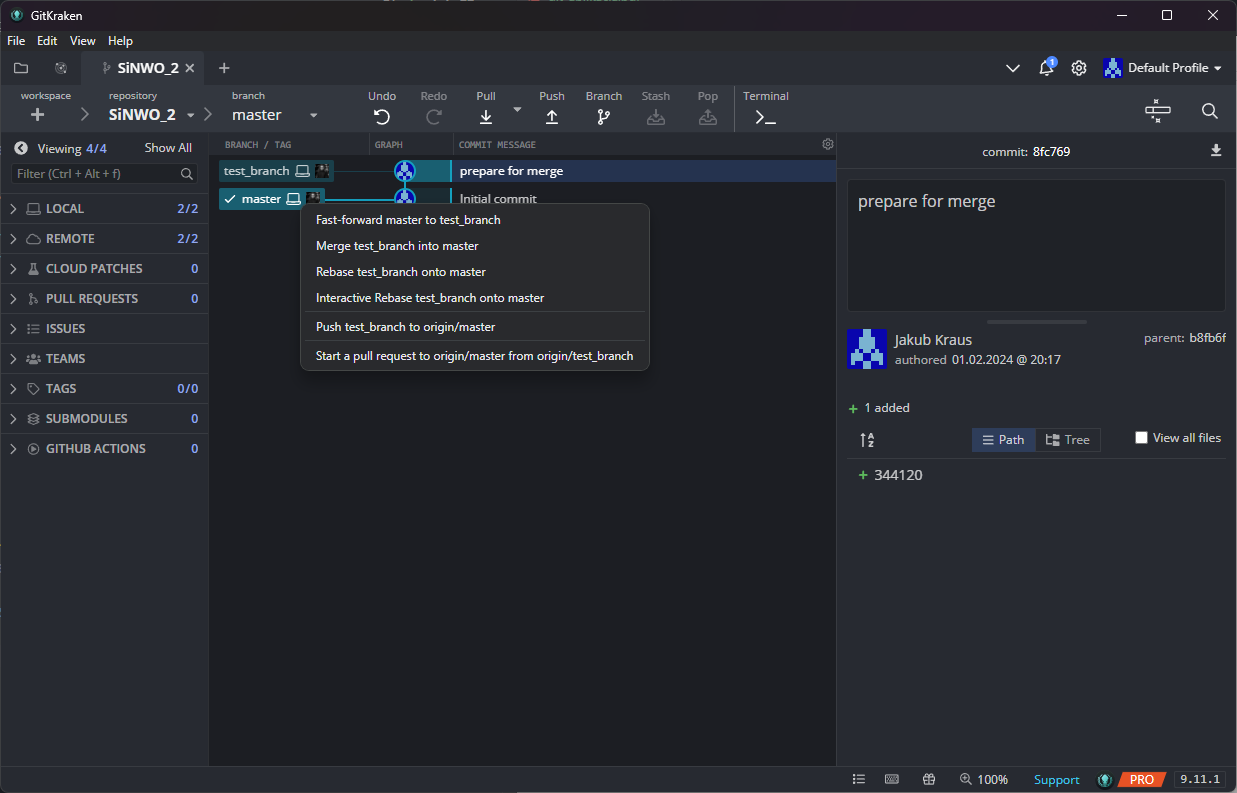 GitKraken
File Edit View Help
SiNWO_2
Default Profile
1
workspace
repository
SiNWO_2
branch
master
Undo
Redo
Pull
Push
Branch
Stash
Pop
Terminal
Viewing 4/4
Show All
Filter (Ctrl + Alt + f)
LOCAL 2/2
REMOTE 2/2
CLOUD PATCHES 0
PULL REQUESTS 0
ISSUES
TEAMS
TAGS 0/0
SUBMODULES 0
GITHUB ACTIONS 0
BRANCH / TAG
GRAPH
COMMIT MESSAGE
test_branch
prepare for merge
master
Initial commit
Fast-forward master to test_branch
Merge test_branch into master
Rebase test_branch onto master
Interactive Rebase test_branch onto master
Push test_branch to origin/master
Start a pull request to origin/master from origin/test_branch
commit: 8fc769
prepare for merge
Jakub Kraus
authored 01.02.2024 @ 20:17
parent: b8fb6f
+ 1 added
Path
Tree
View all files
+ 344120
100%
Support
PRO
9.11.1